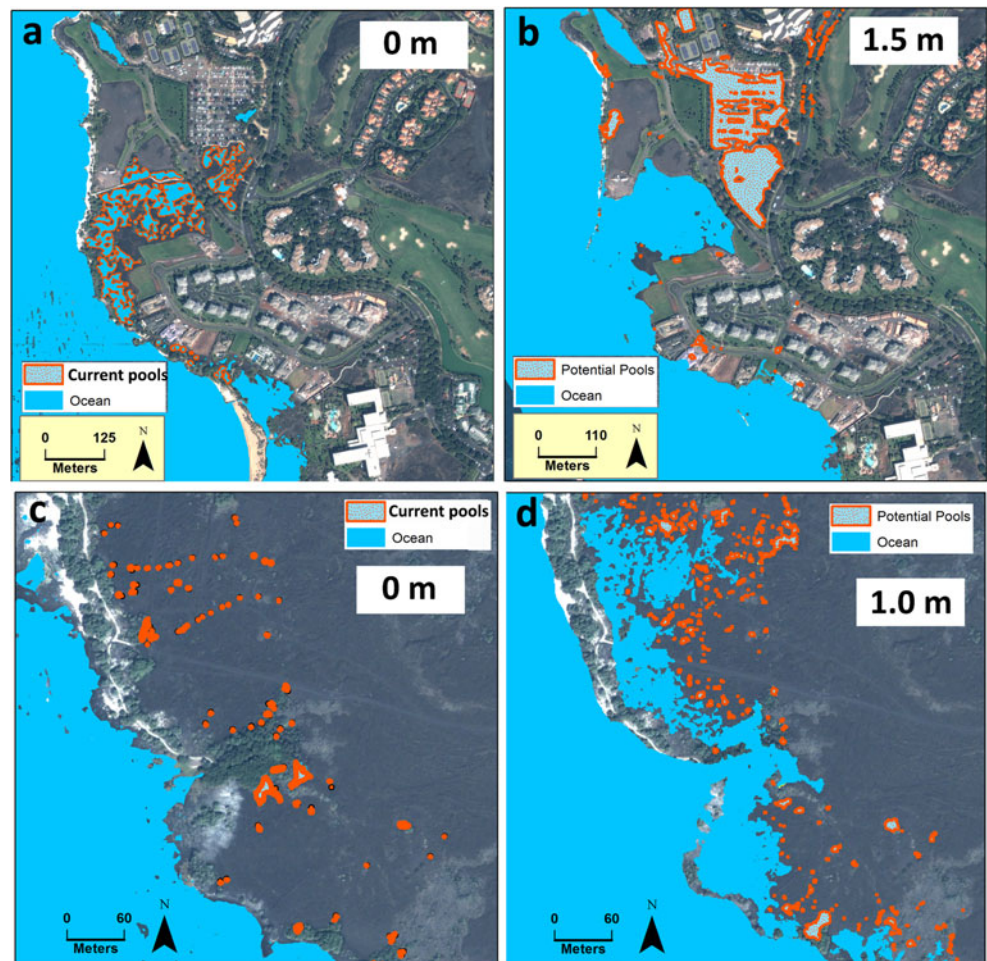 a
0 m
Current pools
Ocean
0 125
Meters
N
b
1.5 m
Potential Pools
Ocean
0 110
Meters
N
c
Current pools
Ocean
0 m
0 60
Meters
N
d
Potential Pools
Ocean
1.0 m
0 60
Meters
N